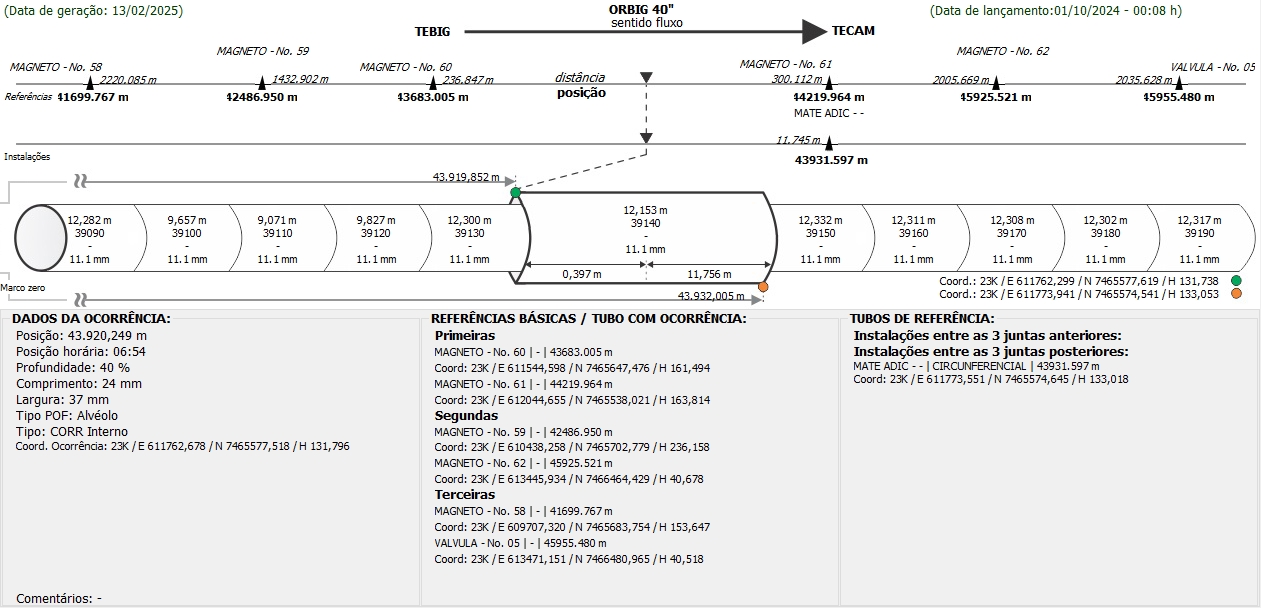 (Data de geração: 13/02/2025)
ORBIG 40"
sentido fluxo
(Data de lançamento:01/10/2024 - 00:08 h)
TEBIG
TECAM
MAGNETO - No. 58
MAGNETO - No. 59
MAGNETO - No. 60
MAGNETO - No. 61
MAGNETO - No. 62
VALVULA - No. 05
2220,085 m
1432,902 m
236,847 m
distância
300.112 m
2005,669 m
2035,628 m
Referências
41699.767 m
42486.950 m
43683.005 m
posição
44219.964 m
45925.521 m
45955.480 m
MATE ADIC - -
11,745 m
Instalações
43931.597 m
43.919,852 m
12,282 m
39090
-
11.1 mm
9,657 m
39100
-
11.1 mm
9,071 m
39110
-
11.1 mm
9,827 m
39120
-
11.1 mm
12,300 m
39130
-
11.1 mm
12,153 m
39140
-
11.1 mm
0,397 m
11,756 m
12,332 m
39150
-
11.1 mm
12,311 m
39160
-
11.1 mm
12,308 m
39170
-
11.1 mm
12,302 m
39180
-
11.1 mm
12,317 m
39190
-
11.1 mm
Marco zero
43.932,005 m
Coord.: 23K / E 611762,299 / N 7465577,619 / H 131,738
Coord.: 23K / E 611773,941 / N 7465574,541 / H 133,053
DADOS DA OCORRÊNCIA:
Posição: 43.920,249 m
Posição horária: 06:54
Profundidade: 40 %
Comprimento: 24 mm
Largura: 37 mm
Tipo POF: Alvéolo
Tipo: CORR Interno
Coord. Ocorrência: 23K / E 611762,678 / N 7465577,518 / H 131,796
Comentários: -
REFERÊNCIAS BÁSICAS / TUBO COM OCORRÊNCIA:
Primeiras
MAGNETO - No. 60 | - | 43683.005 m
Coord: 23K / E 611544,598 / N 7465647,476 / H 161,494
MAGNETO - No. 61 | - | 44219.964 m
Coord: 23K / E 612044,655 / N 7465538,021 / H 163,814
Segundas
MAGNETO - No. 59 | - | 42486.950 m
Coord: 23K / E 610438,258 / N 7465702,779 / H 236,158
MAGNETO - No. 62 | - | 45925.521 m
Coord: 23K / E 613445,934 / N 7466464,429 / H 40,678
Terceiras
MAGNETO - No. 58 | - | 41699.767 m
Coord: 23K / E 609707,320 / N 7465683,754 / H 153,647
VALVULA - No. 05 | - | 45955.480 m
Coord: 23K / E 613471,151 / N 7466480,965 / H 40,518
TUBOS DE REFERÊNCIA:
Instalações entre as 3 juntas anteriores:
Instalações entre as 3 juntas posteriores:
MATE ADIC - - | CIRCUNFERENCIAL | 43931.597 m
Coord: 23K / E 611773,551 / N 7465574,645 / H 133,018